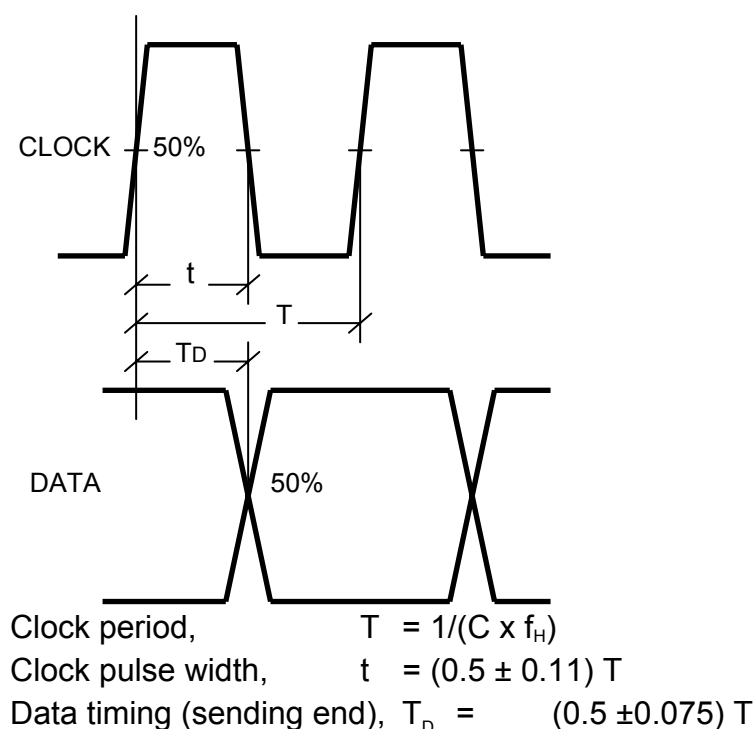 CLOCK 50%
t
T
TD
DATA 50%
Clock period, T = 1/(C x fH)
Clock pulse width, t = (0.5 ± 0.11) T
Data timing (sending end), TD = (0.5 ±0.075) T